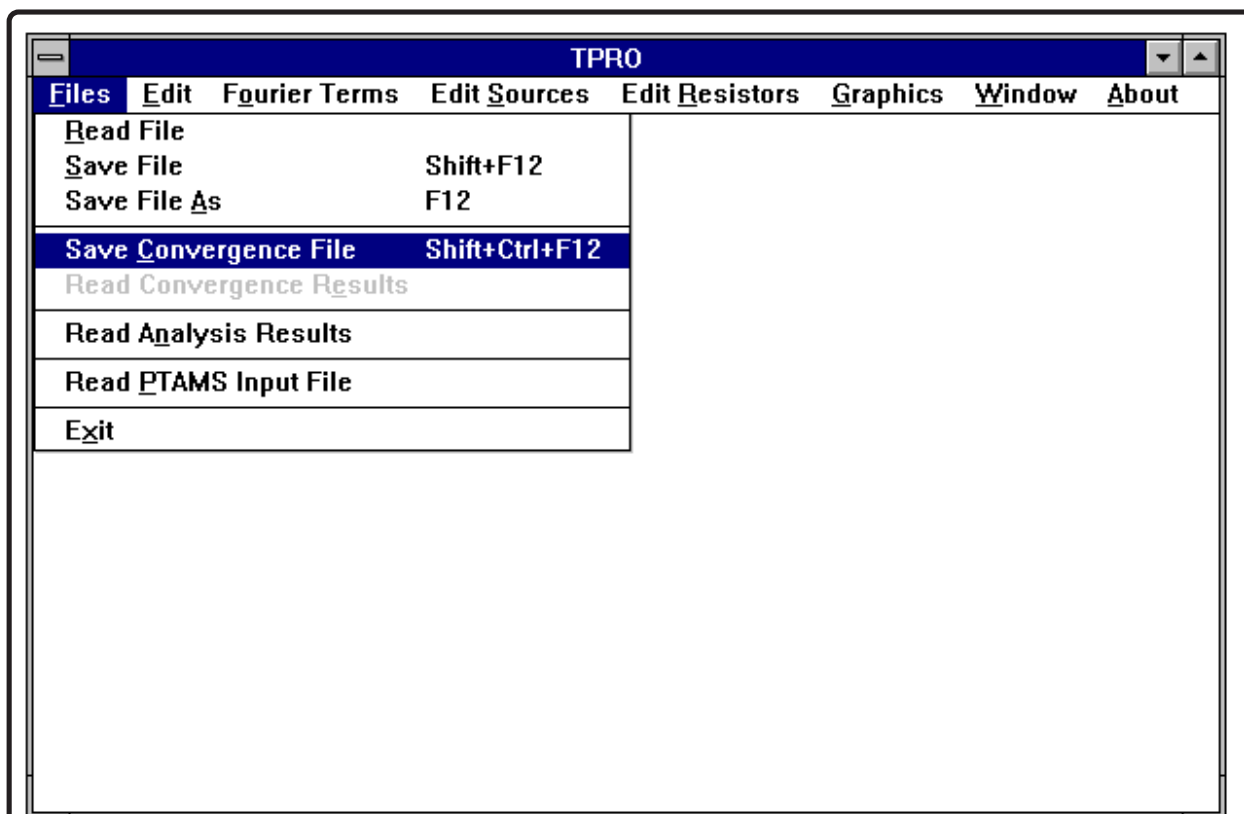 TPRO
Files Edit Fourier Terms Edit Sources Edit Resistors Graphics Window About
Read File
Save File Shift+F12
Save File As F12
Save Convergence File Shift+Ctrl+F12
Read Convergence Results
Read Analysis Results
Read PTAMS Input File
Exit